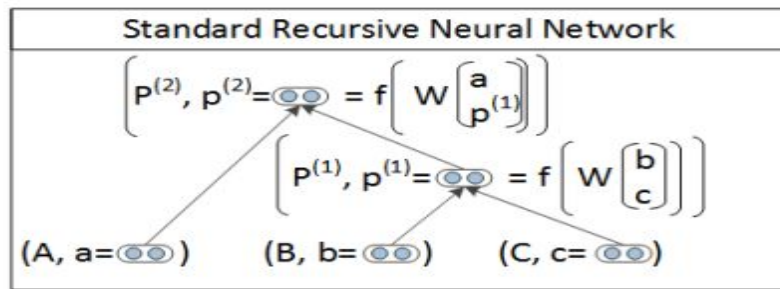 Standard Recursive Neural Network
(P⁽²⁾, p⁽²⁾= = f(W(a p⁽¹⁾)))
(P⁽¹⁾, p⁽¹⁾= = f(W(b c)))
(A, a= ) (B, b= ) (C, c= )